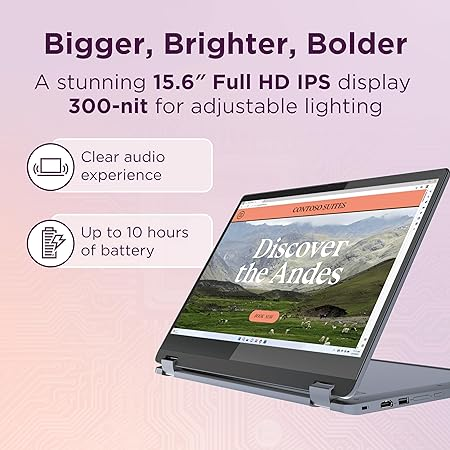 Bigger, Brighter, Bolder
A stunning 15.6″ Full HD IPS display
300-nit for adjustable lighting
Clear audio
experience
Up to 10 hours
of battery
CONTOSO SUITES
Discover
the Andes
BOOK NOW